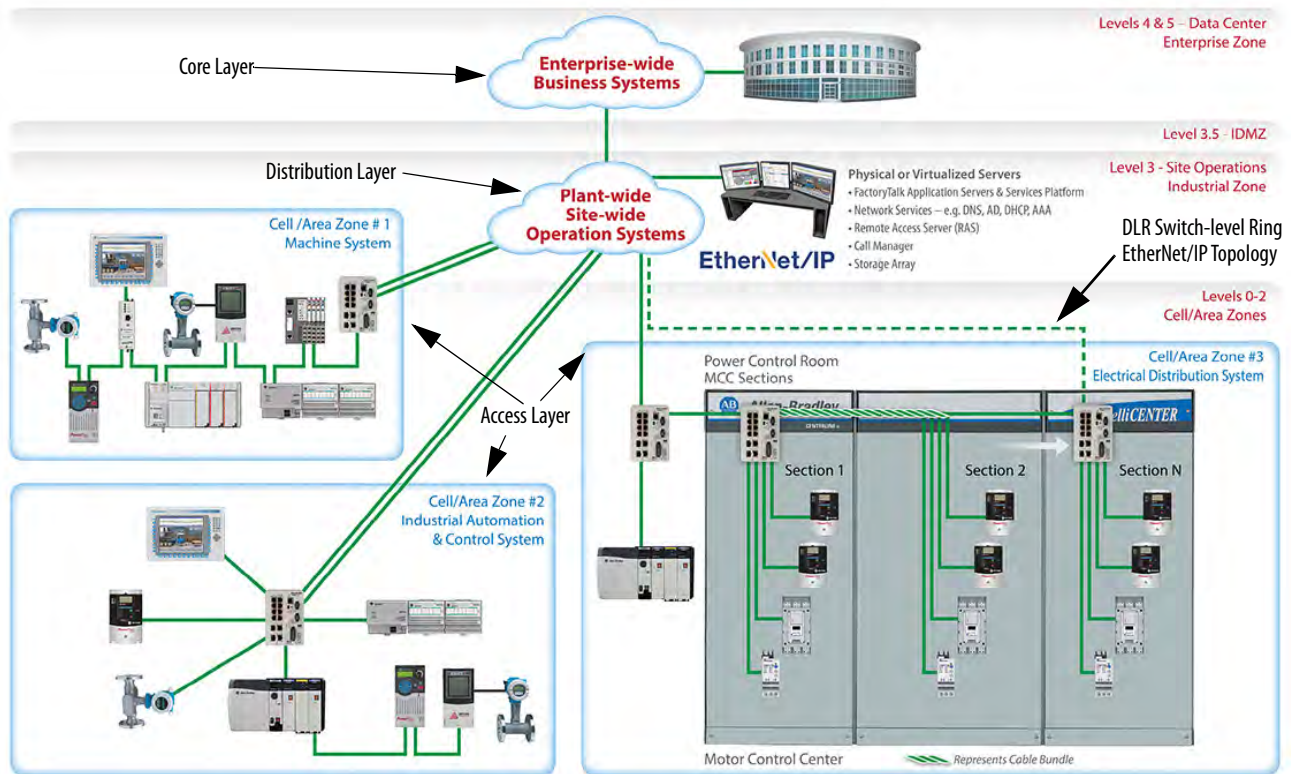 Levels 4 & 5 – Data Center
Enterprise Zone
Core Layer
Enterprise-wide
Business Systems
Level 3.5 - IDMZ
Level 3 - Site Operations
Industrial Zone
Distribution Layer
Plant-wide
Site-wide
Operation Systems
Physical or Virtualized Servers
• FactoryTalk Application Servers & Services Platform
• Network Services – e.g. DNS, AD, DHCP, AAA
• Remote Access Server (RAS)
• Call Manager
• Storage Array
EtherNet/IP
DLR Switch-level Ring
EtherNet/IP Topology
Cell /Area Zone # 1
Machine System
Levels 0-2
Cell/Area Zones
Access Layer
Cell/Area Zone #2
Industrial Automation
& Control System
Power Control Room
MCC Sections
Cell/Area Zone #3
Electrical Distribution System
AB Allen-Bradley
CENTERLINE
elliCENTER
Section 1
Section 2
Section N
Motor Control Center
Represents Cable Bundle